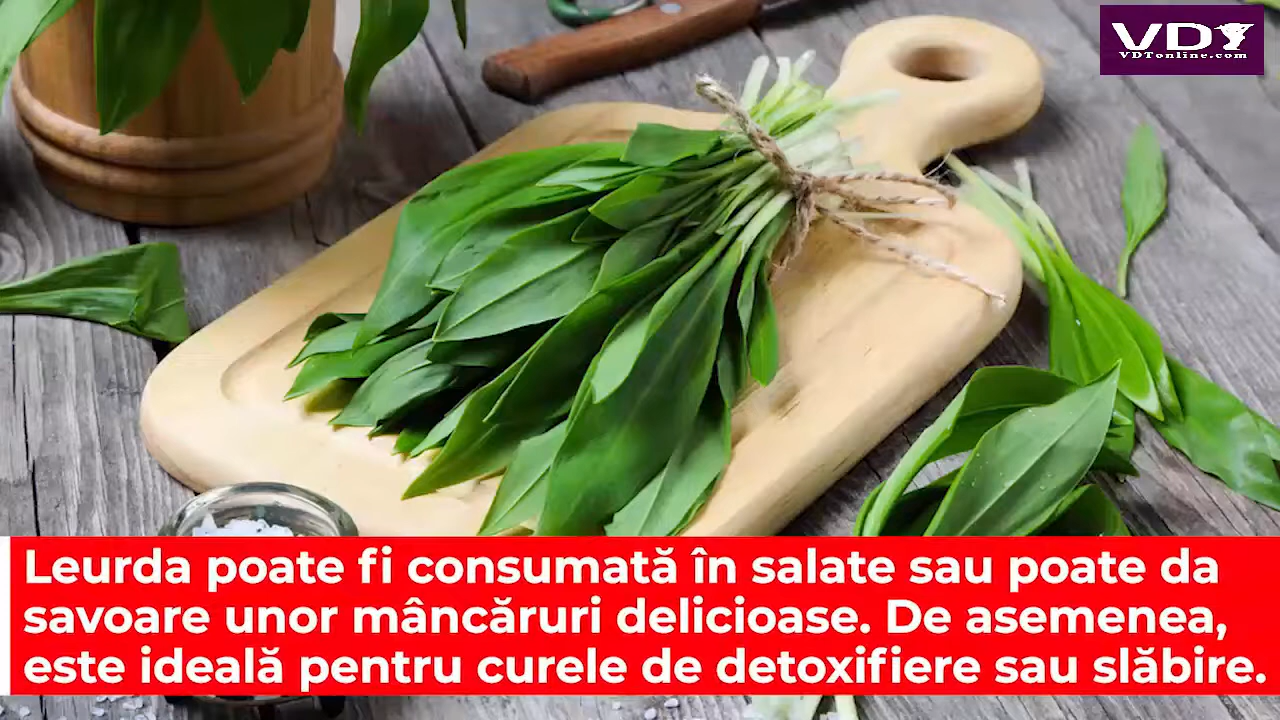 VDT
VDTonline.com
Leurda poate fi consumată în salate sau poate da
savoare unor mâncăruri delicioase. De asemenea,
este ideală pentru curele de detoxifiere sau slăbire.